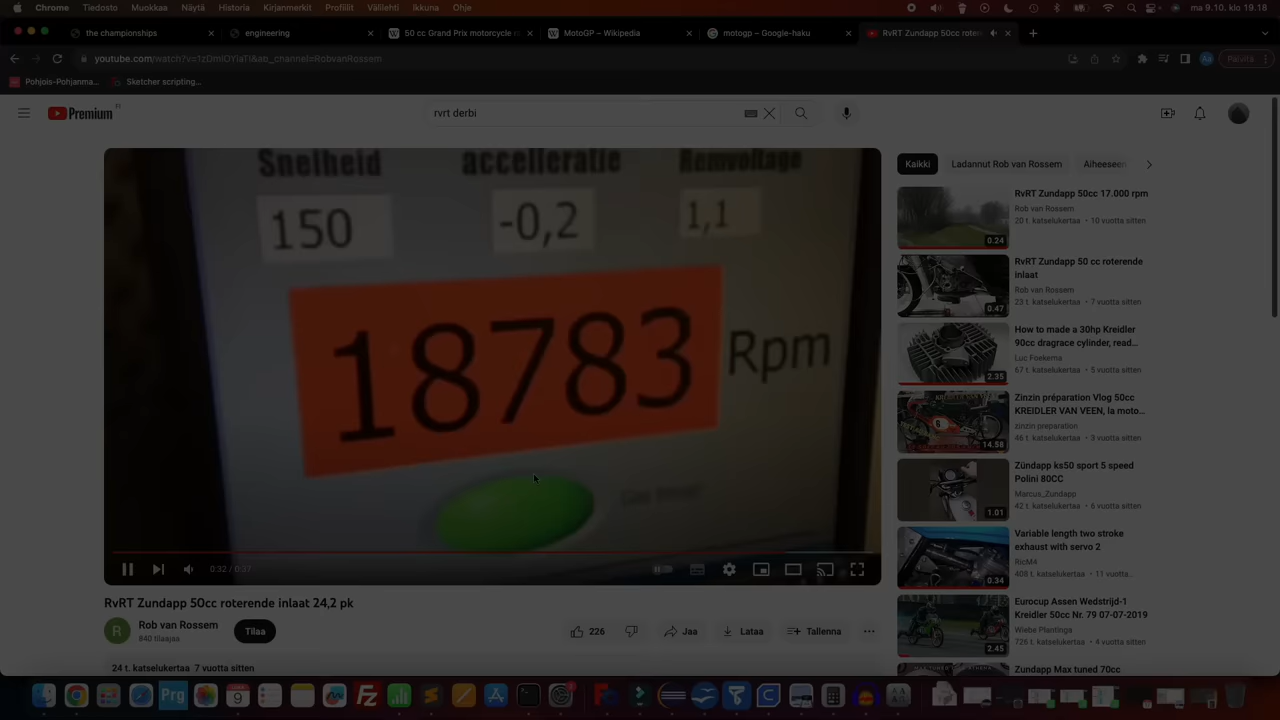 Chrome Tiedosto Muokkaa Näytä Historia Kirjanmerkit Profiilit Välilehti Ikkuna Ohje
ma 9.10. klo 19.18
the championships
engineering
50 cc Grand Prix motorcycle r
MotoGP – Wikipedia
motogp – Google-haku
RvRT Zundapp 50cc roteren
Päivitä
Pohjois-Pohjanma...
Sketcher scripting...
Premium
FI
rvrt derbi
Snelheid
accelleratie
Remvoltage
150
-0,2
1,1
18783
Rpm
0:32 / 0:37
RvRT Zundapp 50cc roterende inlaat 24,2 pk
R
Rob van Rossem
840 tilaajaa
Tilaa
226
Jaa
Lataa
Tallenna
24 t. katselukertaa 7 vuotta sitten
Kaikki
Ladannut Rob van Rossem
Aiheeseen
RvRT Zundapp 50cc 17.000 rpm
Rob van Rossem
20 t. katselukertaa • 10 vuotta sitten
0.24
RvRT Zundapp 50 cc roterende
inlaat
Rob van Rossem
23 t. katselukertaa • 7 vuotta sitten
0.47
How to made a 30hp Kreidler
90cc dragrace cylinder, read...
Luc Foekema
67 t. katselukertaa • 5 vuotta sitten
2.35
Zinzin préparation Vlog 50cc
KREIDLER VAN VEEN, la moto...
zinzin preparation
46 t. katselukertaa • 3 vuotta sitten
14.58
Zündapp ks50 sport 5 speed
Polini 80CC
Marcus_Zundapp
42 t. katselukertaa • 6 vuotta sitten
1.01
Variable length two stroke
exhaust with servo 2
RicM4
408 t. katselukertaa • 11 vuotta...
0.34
Eurocup Assen Wedstrijd-1
Kreidler 50cc Nr. 79 07-07-2019
Wiebe Plantinga
726 t. katselukertaa • 4 vuotta sitten
2.45
Zundap Max tuned 70cc
Prg